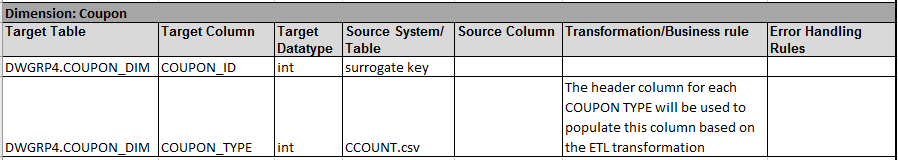 Dimension: Coupon
Target Table Target Column Target Datatype Source System/ Table Source Column Transformation/Business rule Error Handling Rules
DWGRP4.COUPON_DIM COUPON_ID int surrogate key
DWGRP4.COUPON_DIM COUPON_TYPE int CCOUNT.csv The header column for each
COUPON TYPE will be used to
populate this column based on
the ETL transformation